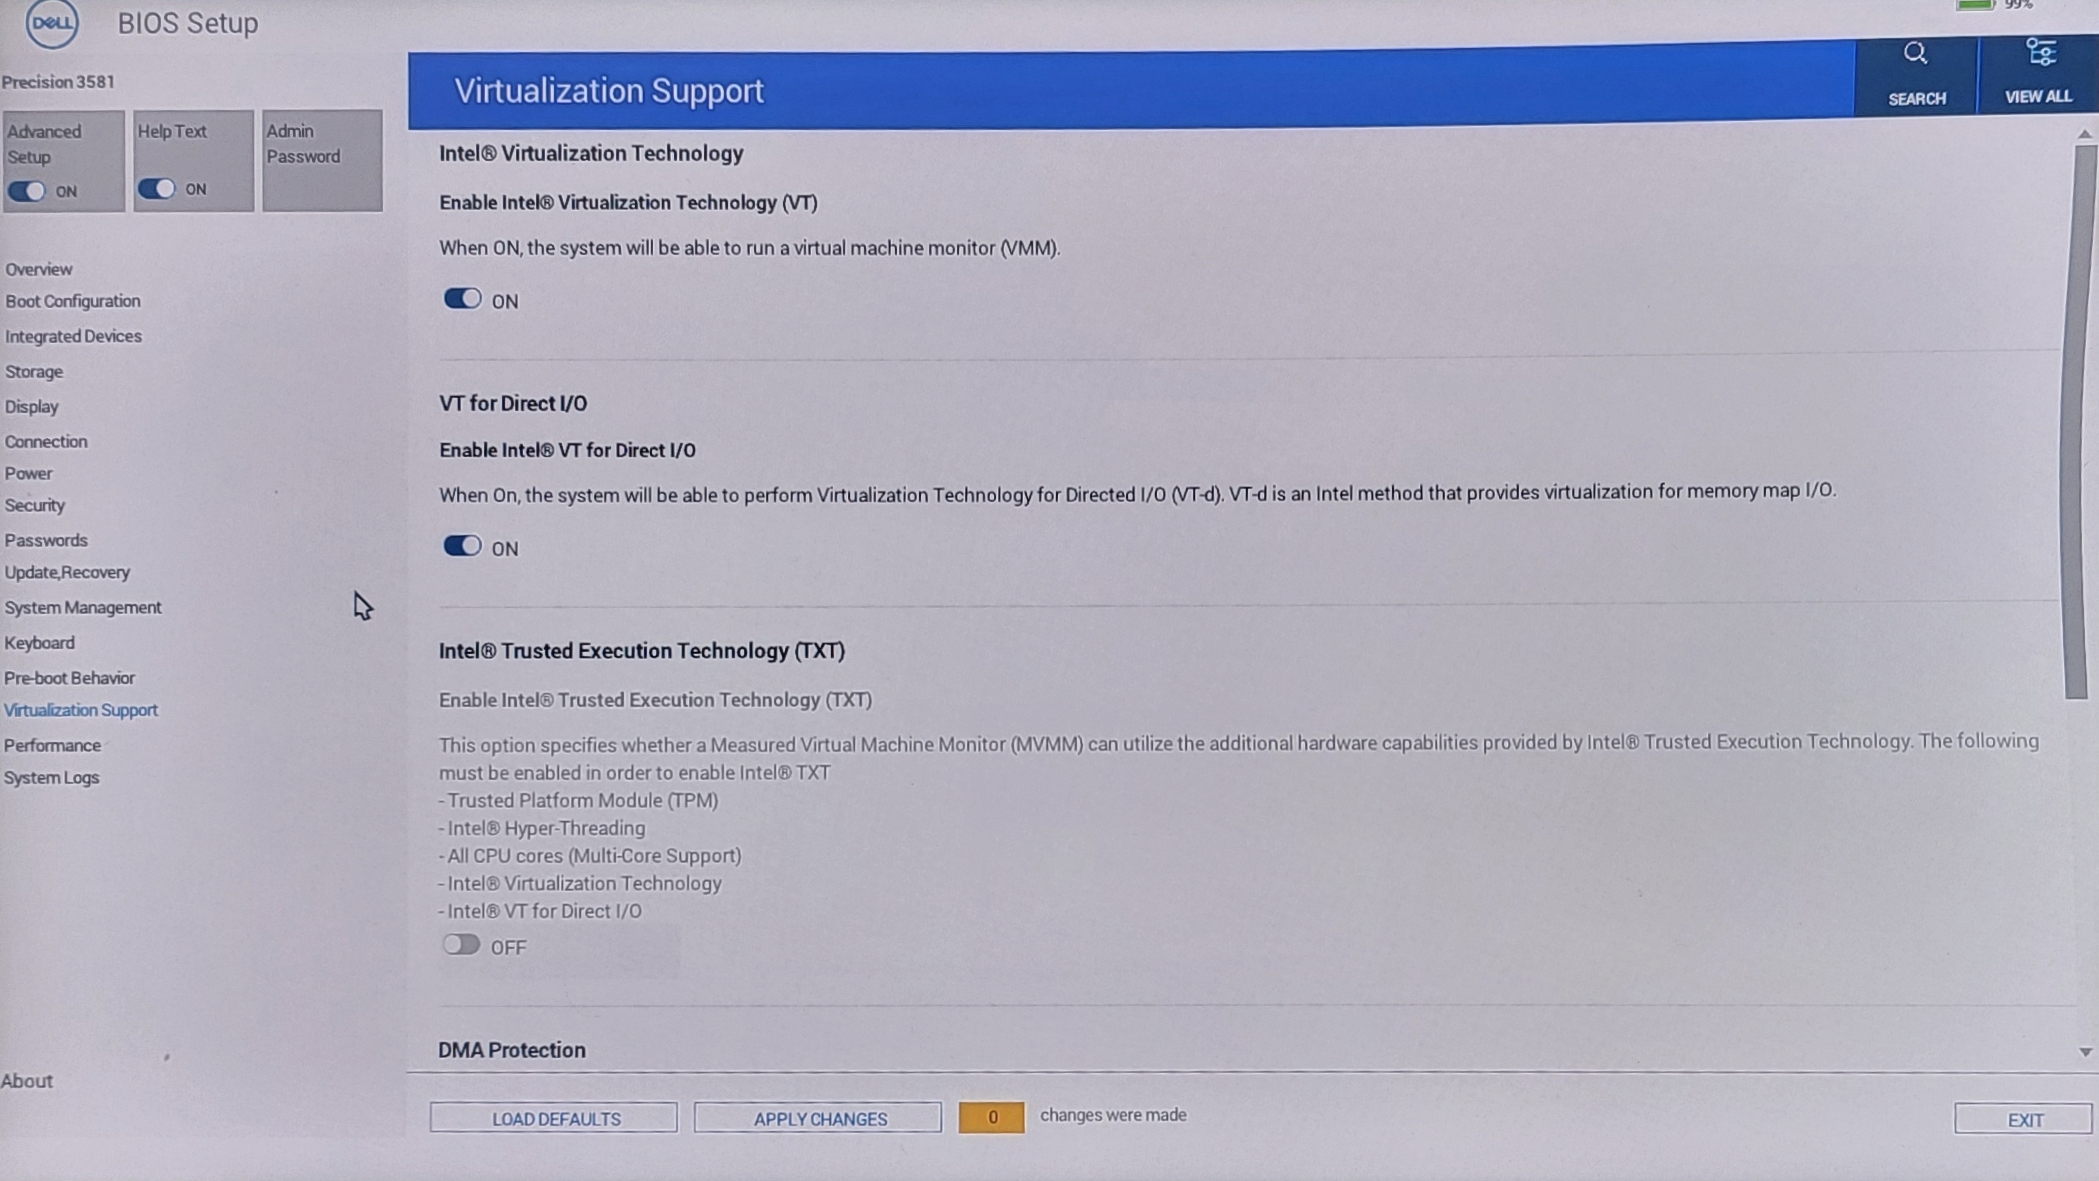 DELL
BIOS Setup
99%
Precision 3581
Advanced Setup
ON
Help Text
ON
Admin Password
Overview
Boot Configuration
Integrated Devices
Storage
Display
Connection
Power
Security
Passwords
Update,Recovery
System Management
Keyboard
Pre-boot Behavior
Virtualization Support
Performance
System Logs
About
Virtualization Support
SEARCH
VIEW ALL
Intel® Virtualization Technology
Enable Intel® Virtualization Technology (VT)
When ON, the system will be able to run a virtual machine monitor (VMM).
ON
VT for Direct I/O
Enable Intel® VT for Direct I/O
When On, the system will be able to perform Virtualization Technology for Directed I/O (VT-d). VT-d is an Intel method that provides virtualization for memory map I/O.
ON
Intel® Trusted Execution Technology (TXT)
Enable Intel® Trusted Execution Technology (TXT)
This option specifies whether a Measured Virtual Machine Monitor (MVMM) can utilize the additional hardware capabilities provided by Intel® Trusted Execution Technology. The following
must be enabled in order to enable Intel® TXT
- Trusted Platform Module (TPM)
- Intel® Hyper-Threading
- All CPU cores (Multi-Core Support)
- Intel® Virtualization Technology
- Intel® VT for Direct I/O
OFF
DMA Protection
LOAD DEFAULTS
APPLY CHANGES
0
changes were made
EXIT